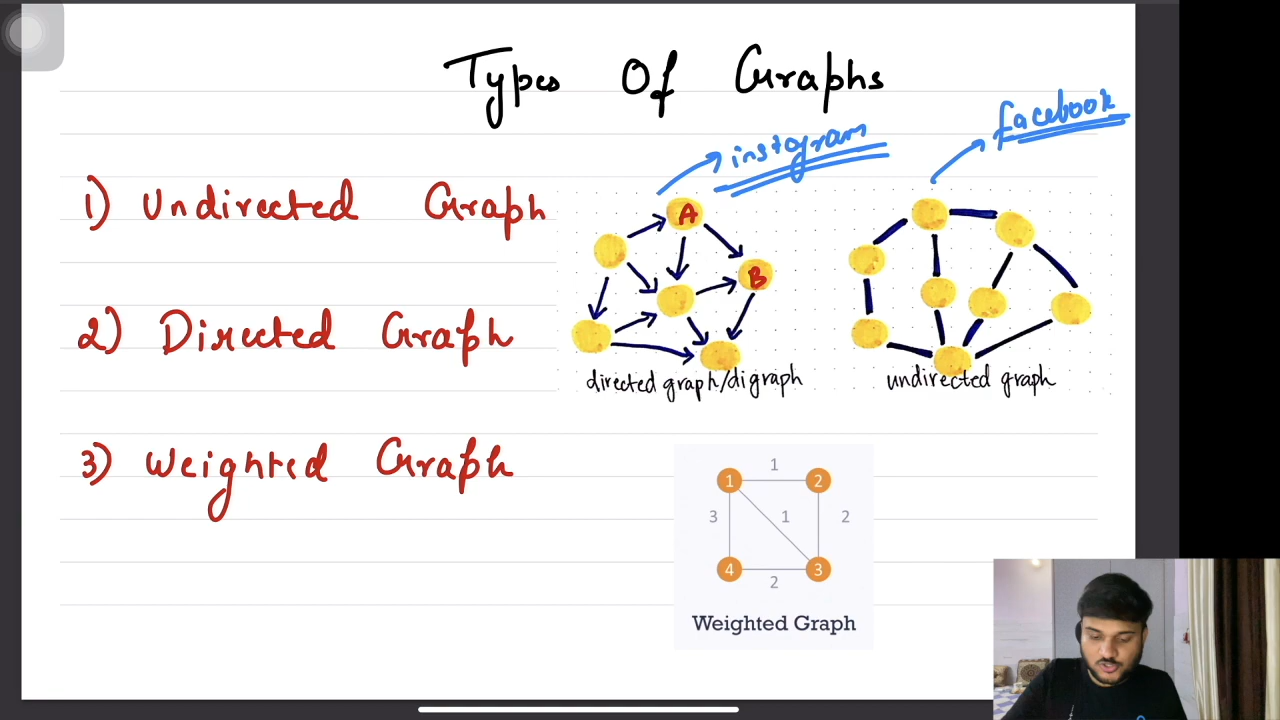 Types Of Graphs
facebook
instogram
1) Undirected Graph
A
B
2) Directed Graph
directed graph/digraph
undirected graph
3) Weighted Graph
1
1 2
3 1 2
4 3
2
Weighted Graph